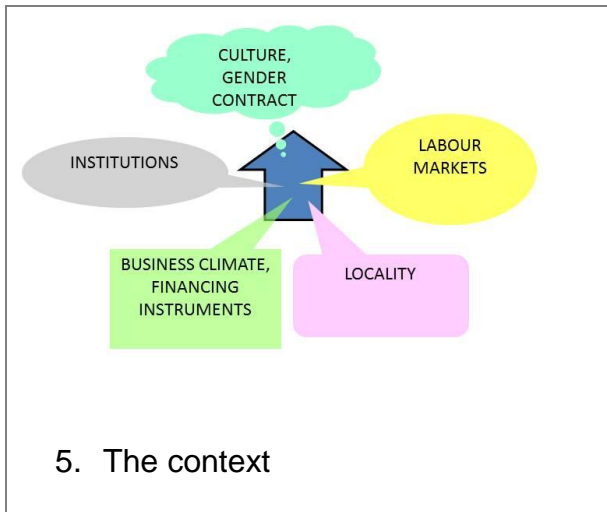 CULTURE,
GENDER
CONTRACT
INSTITUTIONS
LABOUR
MARKETS
BUSINESS CLIMATE,
FINANCING
INSTRUMENTS
LOCALITY
5. The context